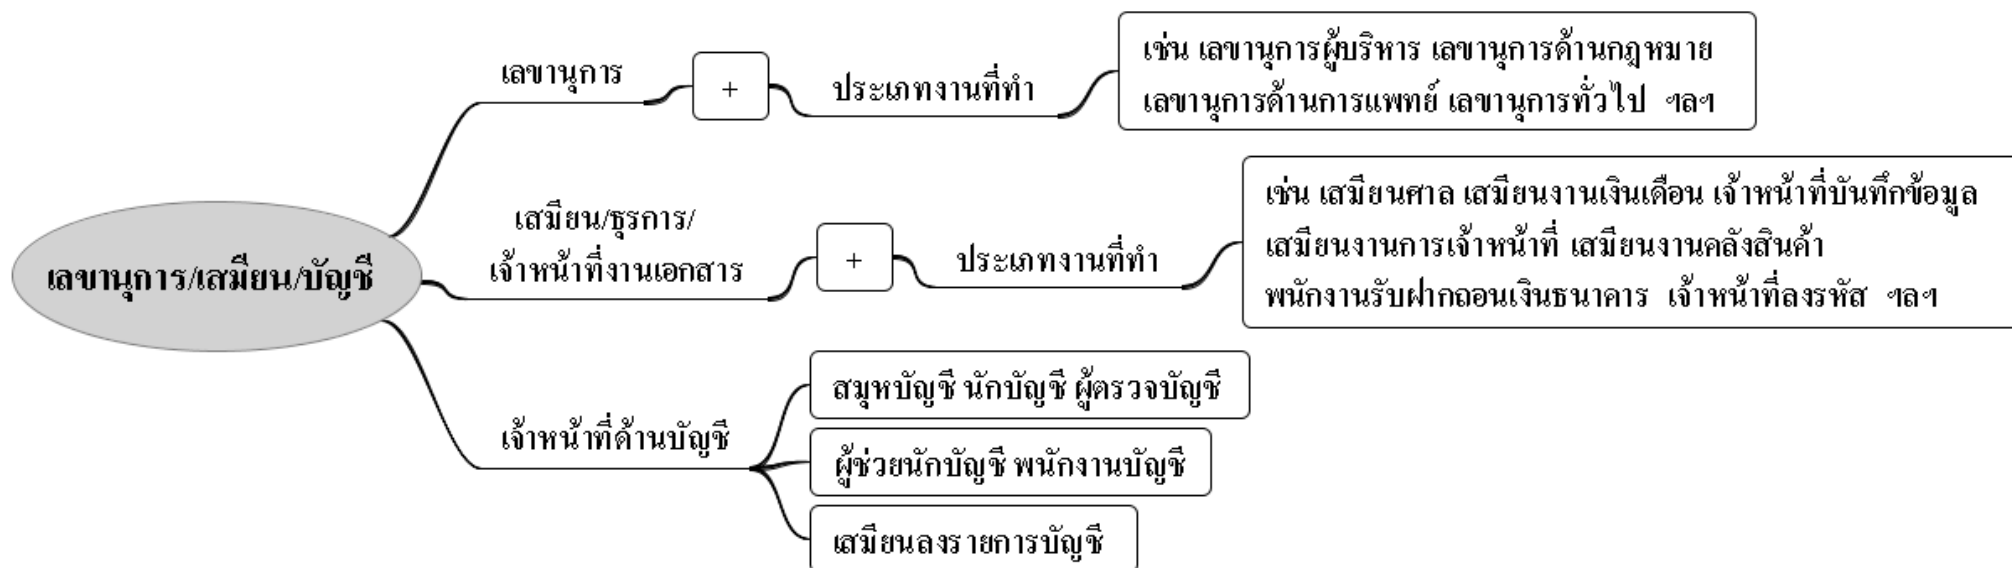 เลขานุการ/เสมียน/บัญชี
เลขานุการ
+
ประเภทงานที่ทำ
เช่น เลขานุการผู้บริหาร เลขานุการด้านกฎหมาย
เลขานุการด้านการแพทย์ เลขานุการทั่วไป ฯลฯ
เสมียน/ธุรการ/
เจ้าหน้าที่งานเอกสาร
+
ประเภทงานที่ทำ
เช่น เสมียนศาล เสมียนงานเงินเดือน เจ้าหน้าที่บันทึกข้อมูล
เสมียนงานการเจ้าหน้าที่ เสมียนงานคลังสินค้า
พนักงานรับฝากถอนเงินธนาคาร เจ้าหน้าที่ลงรหัส ฯลฯ
เจ้าหน้าที่ด้านบัญชี
สมุหบัญชี นักบัญชี ผู้ตรวจบัญชี
ผู้ช่วยนักบัญชี พนักงานบัญชี
เสมียนลงรายการบัญชี